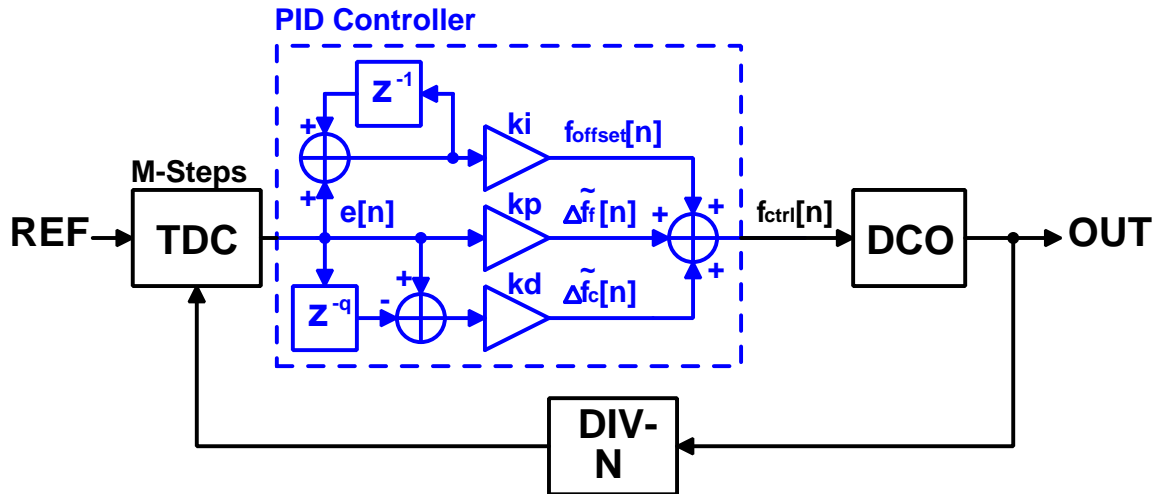 PID Controller
z⁻¹
ki
foffset[n]
M-Steps
REF
TDC
e[n]
kp
Δf̃f[n]
fctrl[n]
DCO
OUT
z⁻q
kd
Δf̃c[n]
+
+
+
-
+
+
+
DIV-
N